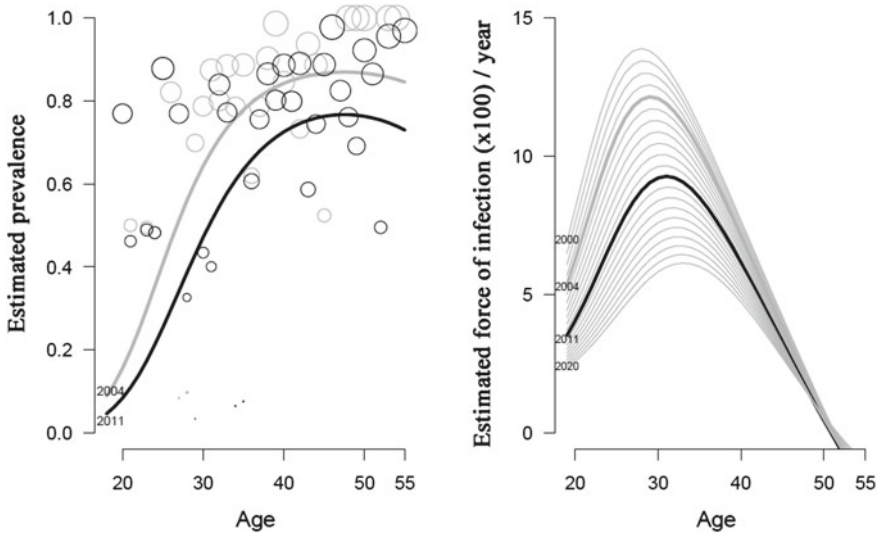 Estimated prevalence
1.0
0.8
0.6
0.4
0.2
0.0
2004
2011
20 30 40 50 55
Age
Estimated force of infection (x100) / year
15
10
5
0
2000
2004
2011
2020
20 30 40 50 55
Age